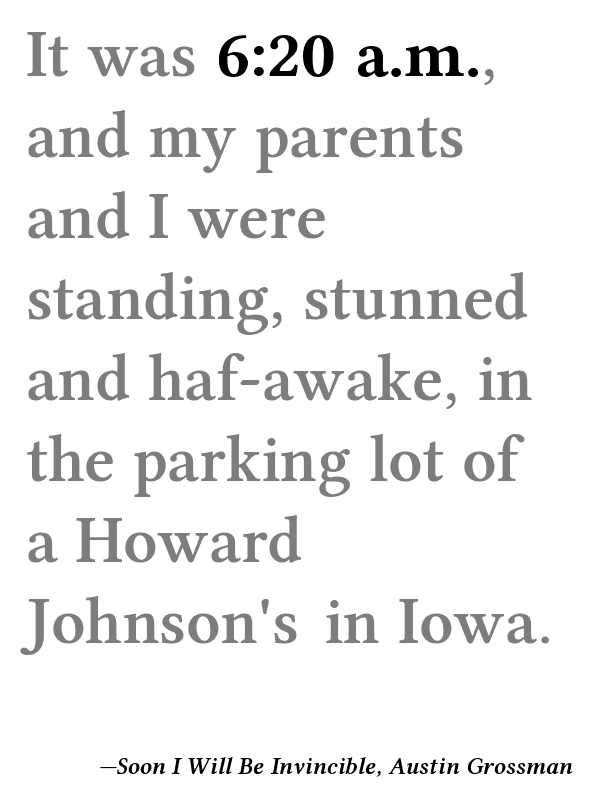 It was 6:20 a.m.,
and my parents
and I were
standing, stunned
and haf-awake, in
the parking lot of
a Howard
Johnson's in Iowa.
—Soon I Will Be Invincible, Austin Grossman